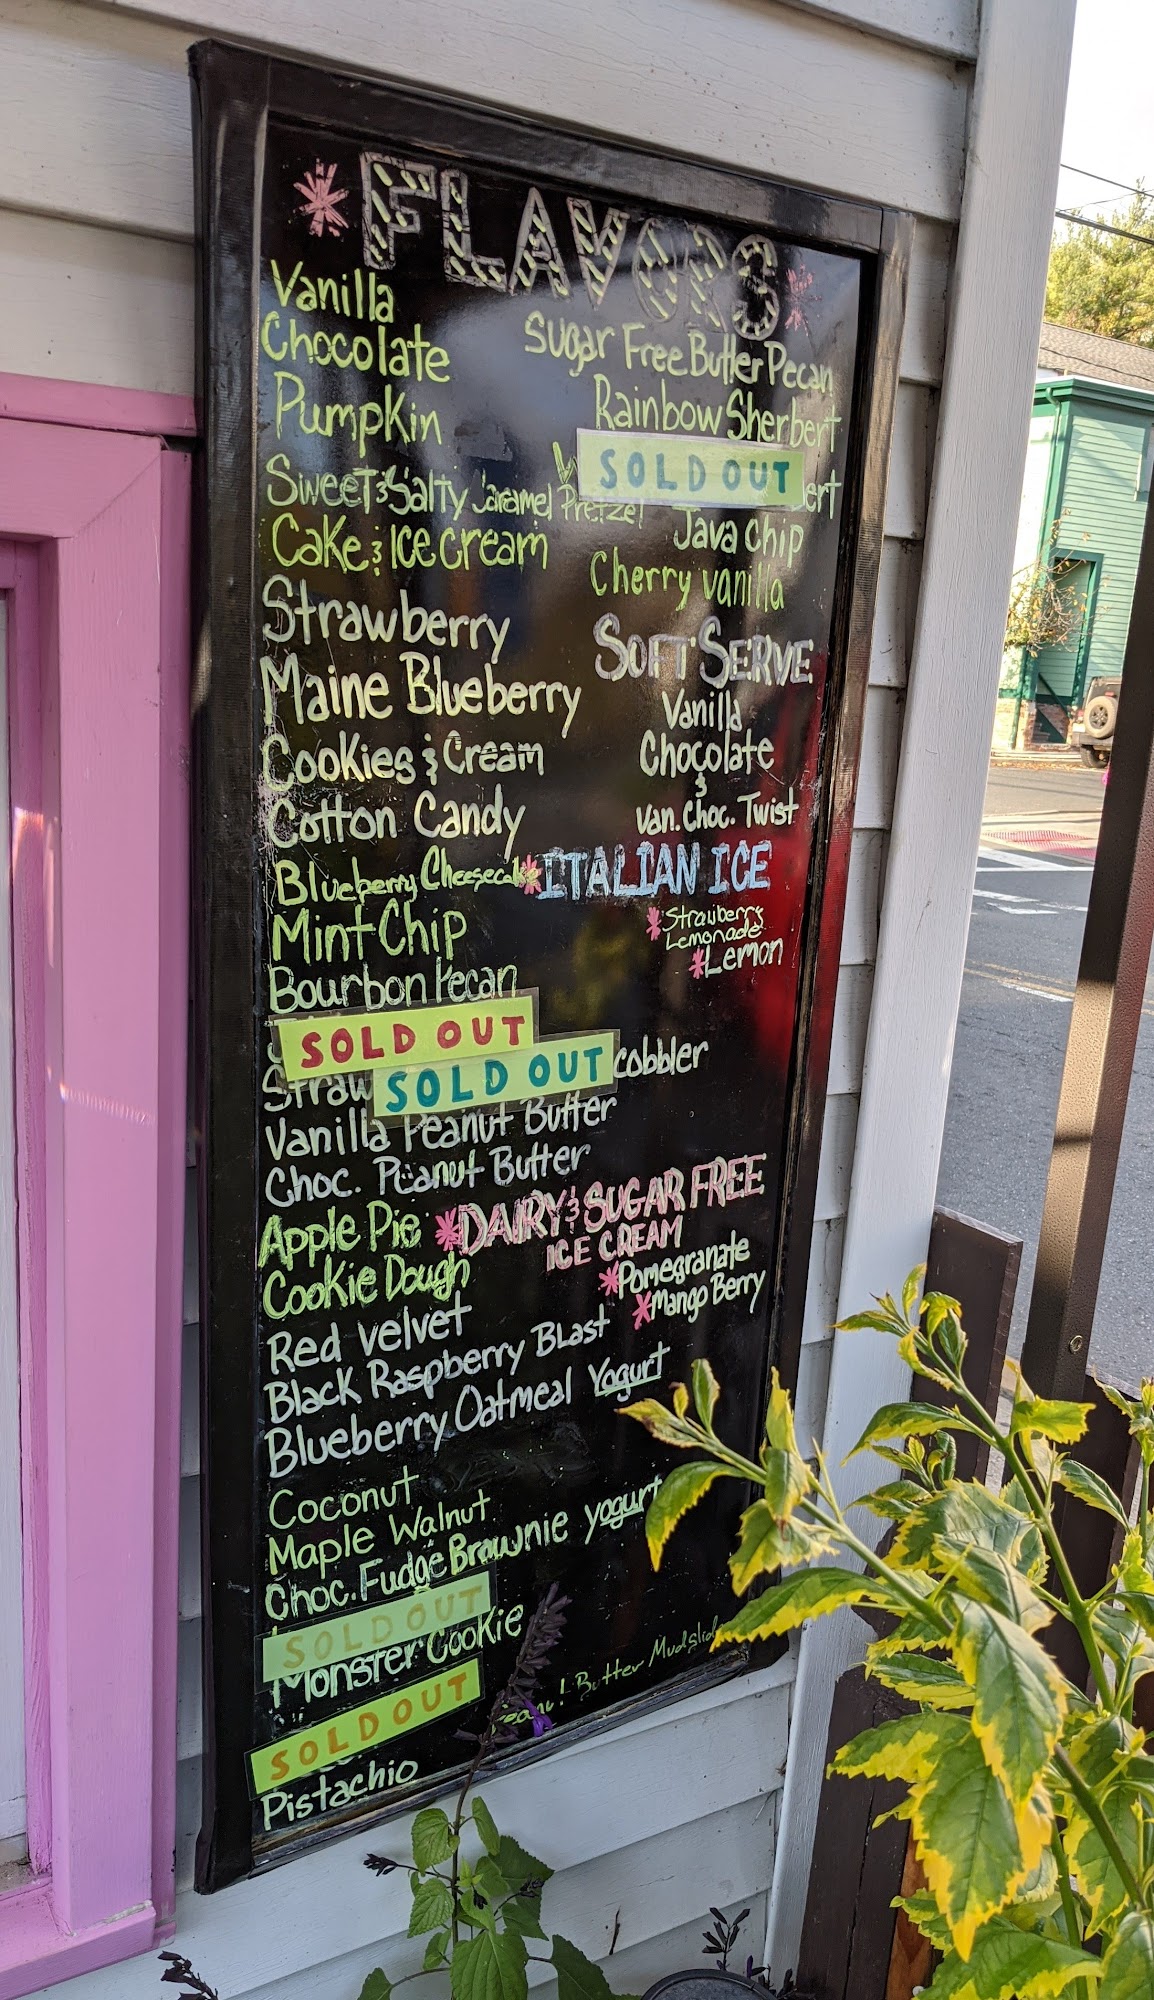 FLAVORS
Vanilla
Chocolate
Pumpkin
Sweet & Salty Caramel Pretzel
Cake & Ice Cream
Strawberry
Maine Blueberry
Cookies & Cream
Cotton Candy
Blueberry Cheesecake
Mint Chip
Bourbon Pecan
SOLD OUT
Straw SOLD OUT cobbler
Vanilla Peanut Butter
Choc. Peanut Butter
Apple Pie
Cookie Dough
Red Velvet
Black Raspberry Blast
Blueberry Oatmeal Yogurt
Coconut
Maple Walnut
Choc. Fudge Brownie yogurt
SOLD OUT
Monster Cookie
SOLD OUT
Pistachio
Sugar Free Butter Pecan
Rainbow Sherbert
SOLD OUT ert
Java Chip
Cherry Vanilla
SOFT SERVE
Vanilla
Chocolate
&
Van. Choc. Twist
*ITALIAN ICE
*Strawberry
Lemonade
*Lemon
*DAIRY & SUGAR FREE
ICE CREAM
*Pomegranate
*Mango Berry
Butter Mudslide